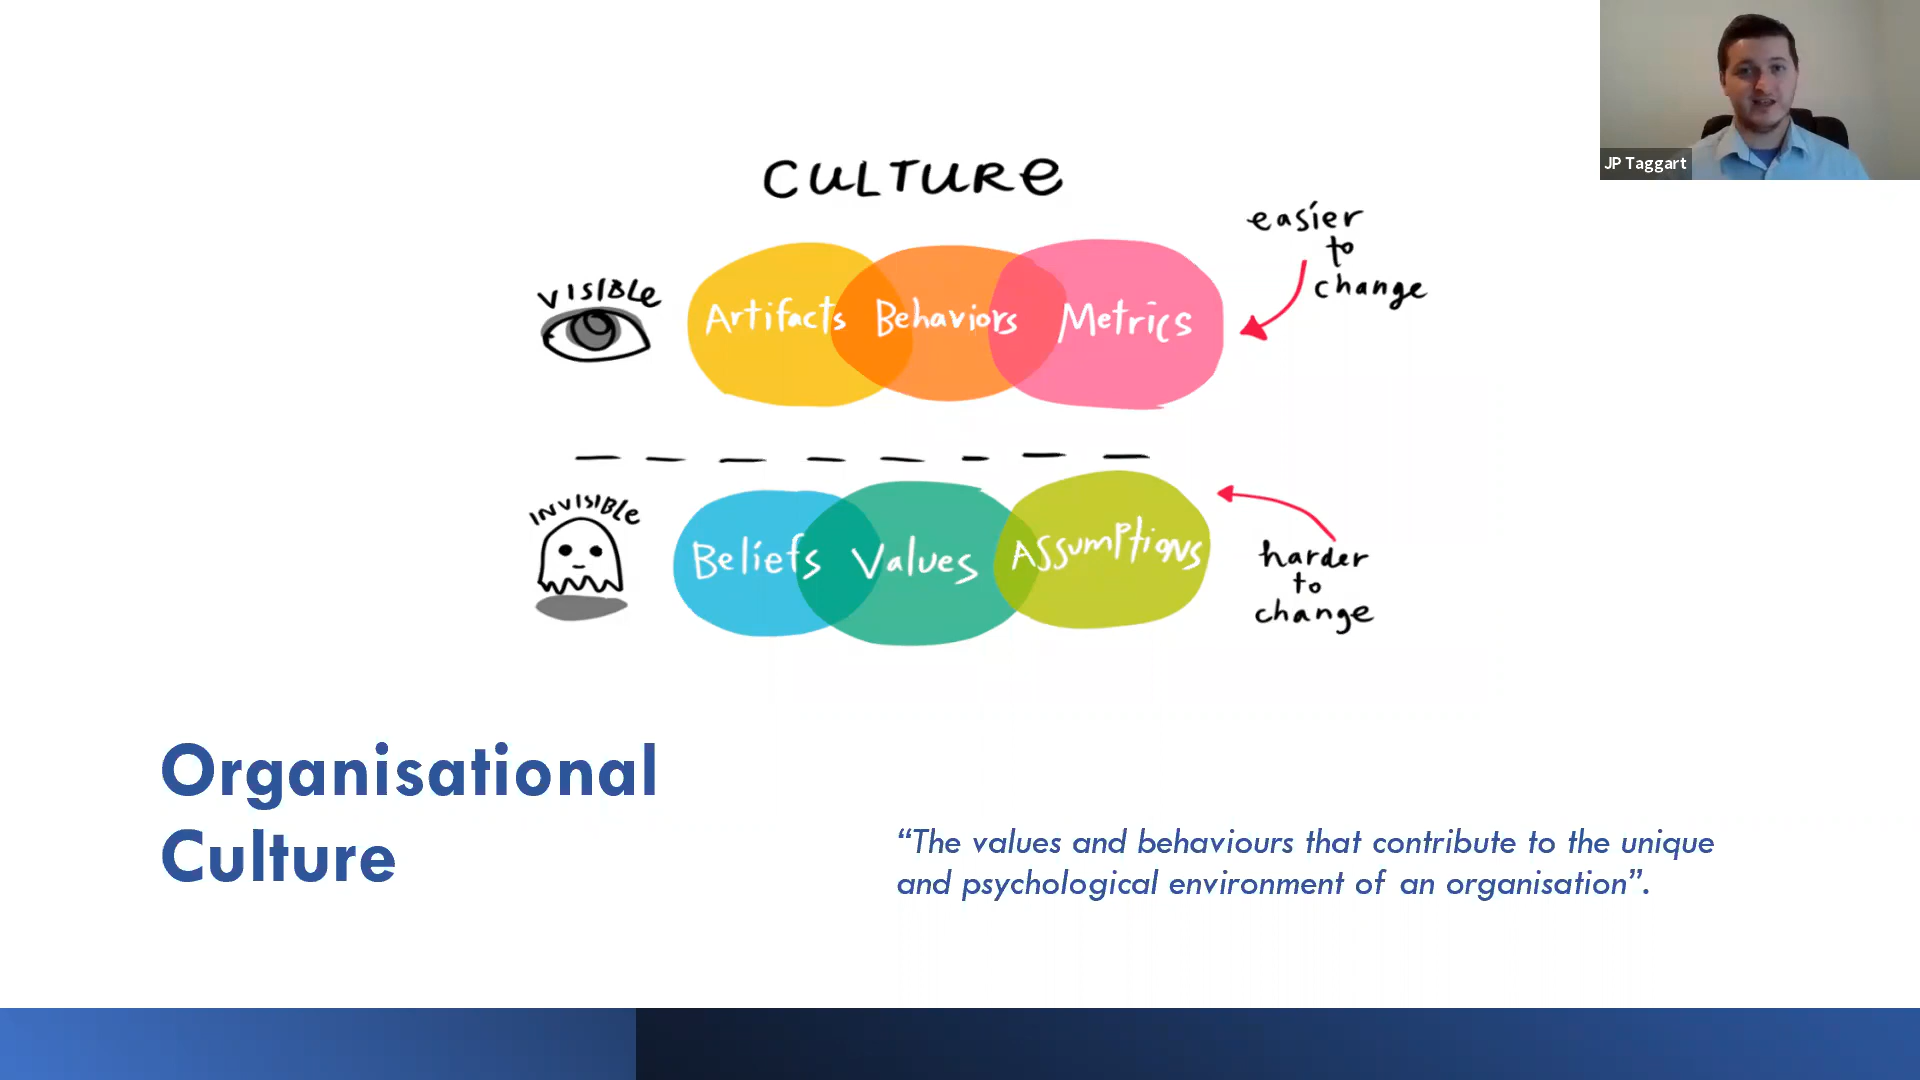 JP Taggart
CULTURE
easier
to
change
VISIBLE
Artifacts Behaviors Metrics
INVISIBLE
Beliefs Values Assumptions
harder
to
change
Organisational
Culture
“The values and behaviours that contribute to the unique
and psychological environment of an organisation”.